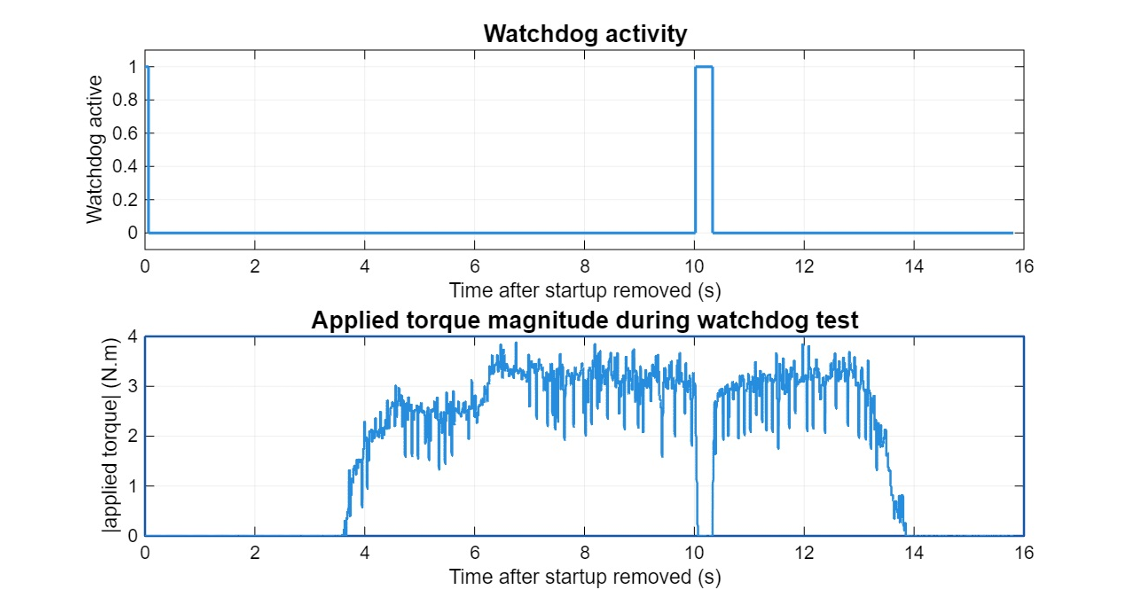 Watchdog activity
Watchdog active
1
0.8
0.6
0.4
0.2
0
0 2 4 6 8 10 12 14 16
Time after startup removed (s)
Applied torque magnitude during watchdog test
|applied torque| (N.m)
4
3
2
1
0
0 2 4 6 8 10 12 14 16
Time after startup removed (s)